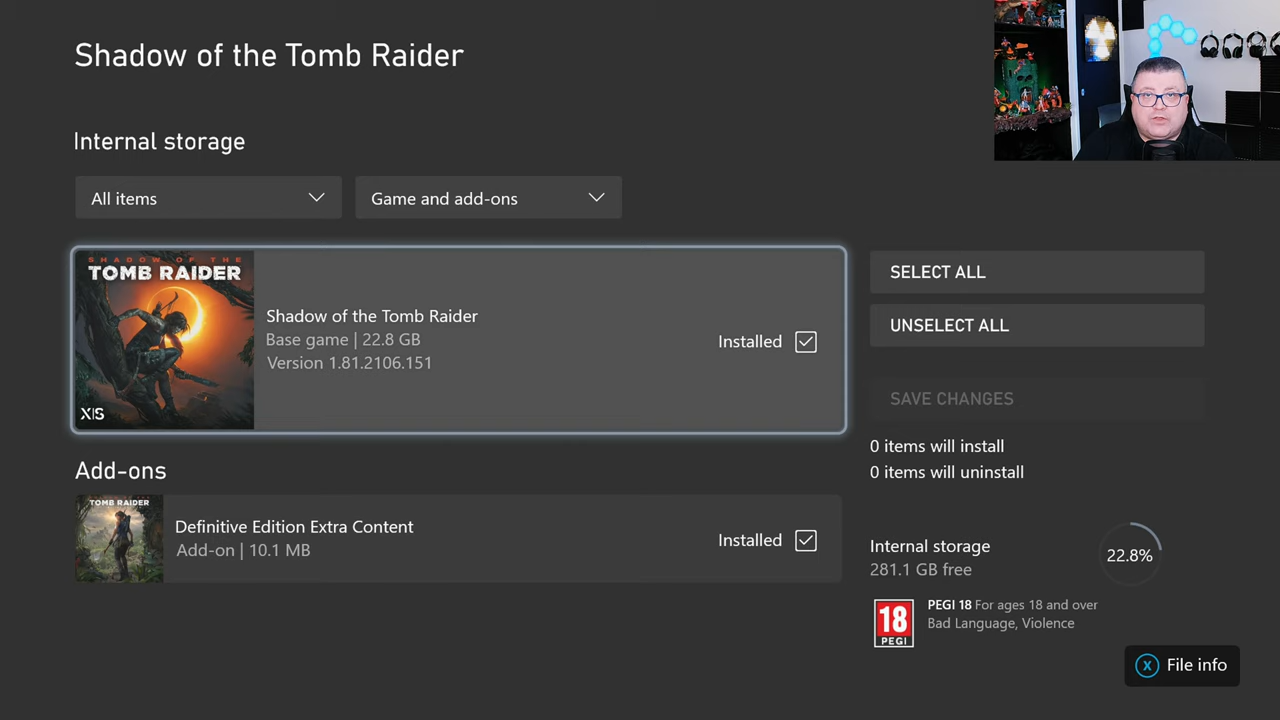 Shadow of the Tomb Raider
Internal storage
All items
Game and add-ons
SHADOW OF THE
TOMB RAIDER
X|S
Shadow of the Tomb Raider
Base game | 22.8 GB
Version 1.81.2106.151
Installed
SELECT ALL
UNSELECT ALL
SAVE CHANGES
0 items will install
0 items will uninstall
Add-ons
TOMB RAIDER
Definitive Edition Extra Content
Add-on | 10.1 MB
Installed
Internal storage
281.1 GB free
22.8%
18
PEGI
PEGI 18 For ages 18 and over
Bad Language, Violence
X File info